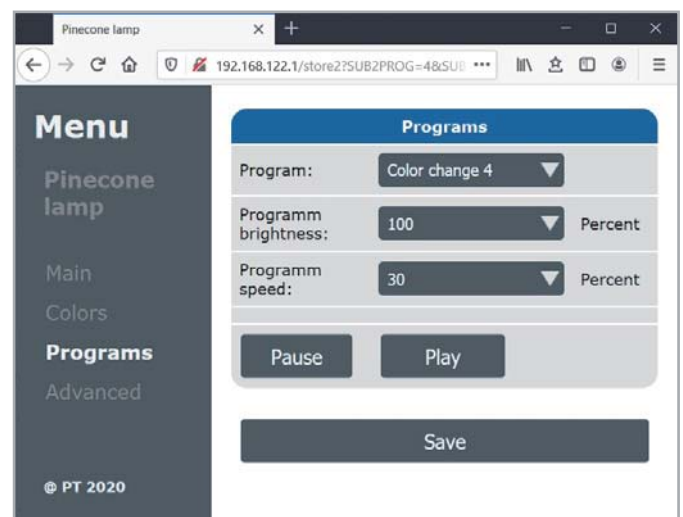 Pinecone lamp
192.168.122.1/store2?SUB2PROG=4&SUB
Menu
Pinecone
lamp
Main
Colors
Programs
Advanced
@ PT 2020
Programs
Program: Color change 4
Programm
brightness: 100 Percent
Programm
speed: 30 Percent
Pause Play
Save